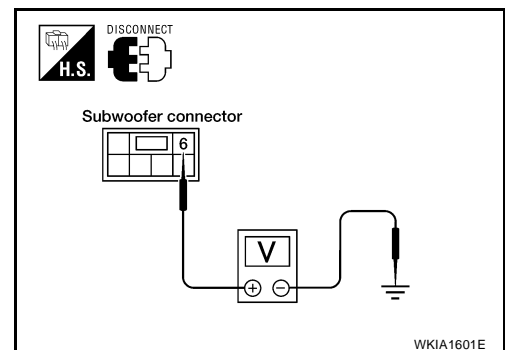 DISCONNECT
H.S.
Subwoofer connector
6
V
+ −
WKIA1601E